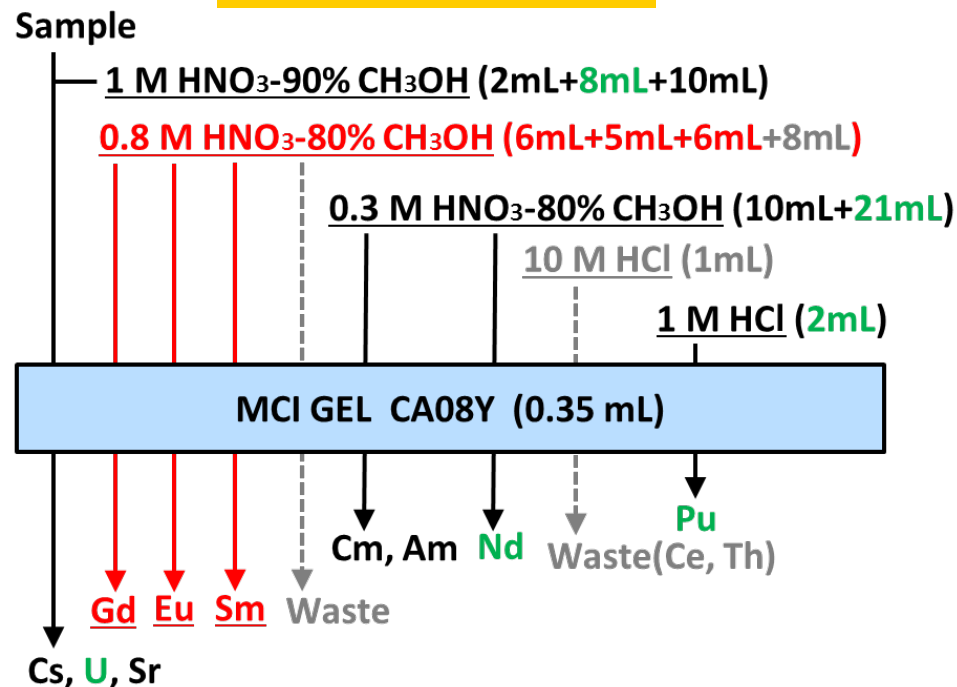 Sample
1 M HNO₃-90% CH₃OH (2mL+8mL+10mL)
0.8 M HNO₃-80% CH₃OH (6mL+5mL+6mL+8mL)
0.3 M HNO₃-80% CH₃OH (10mL+21mL)
10 M HCl (1mL)
1 M HCl (2mL)
MCI GEL CA08Y (0.35 mL)
Pu
Cm, Am Nd Waste(Ce, Th)
Gd Eu Sm Waste
Cs, U, Sr